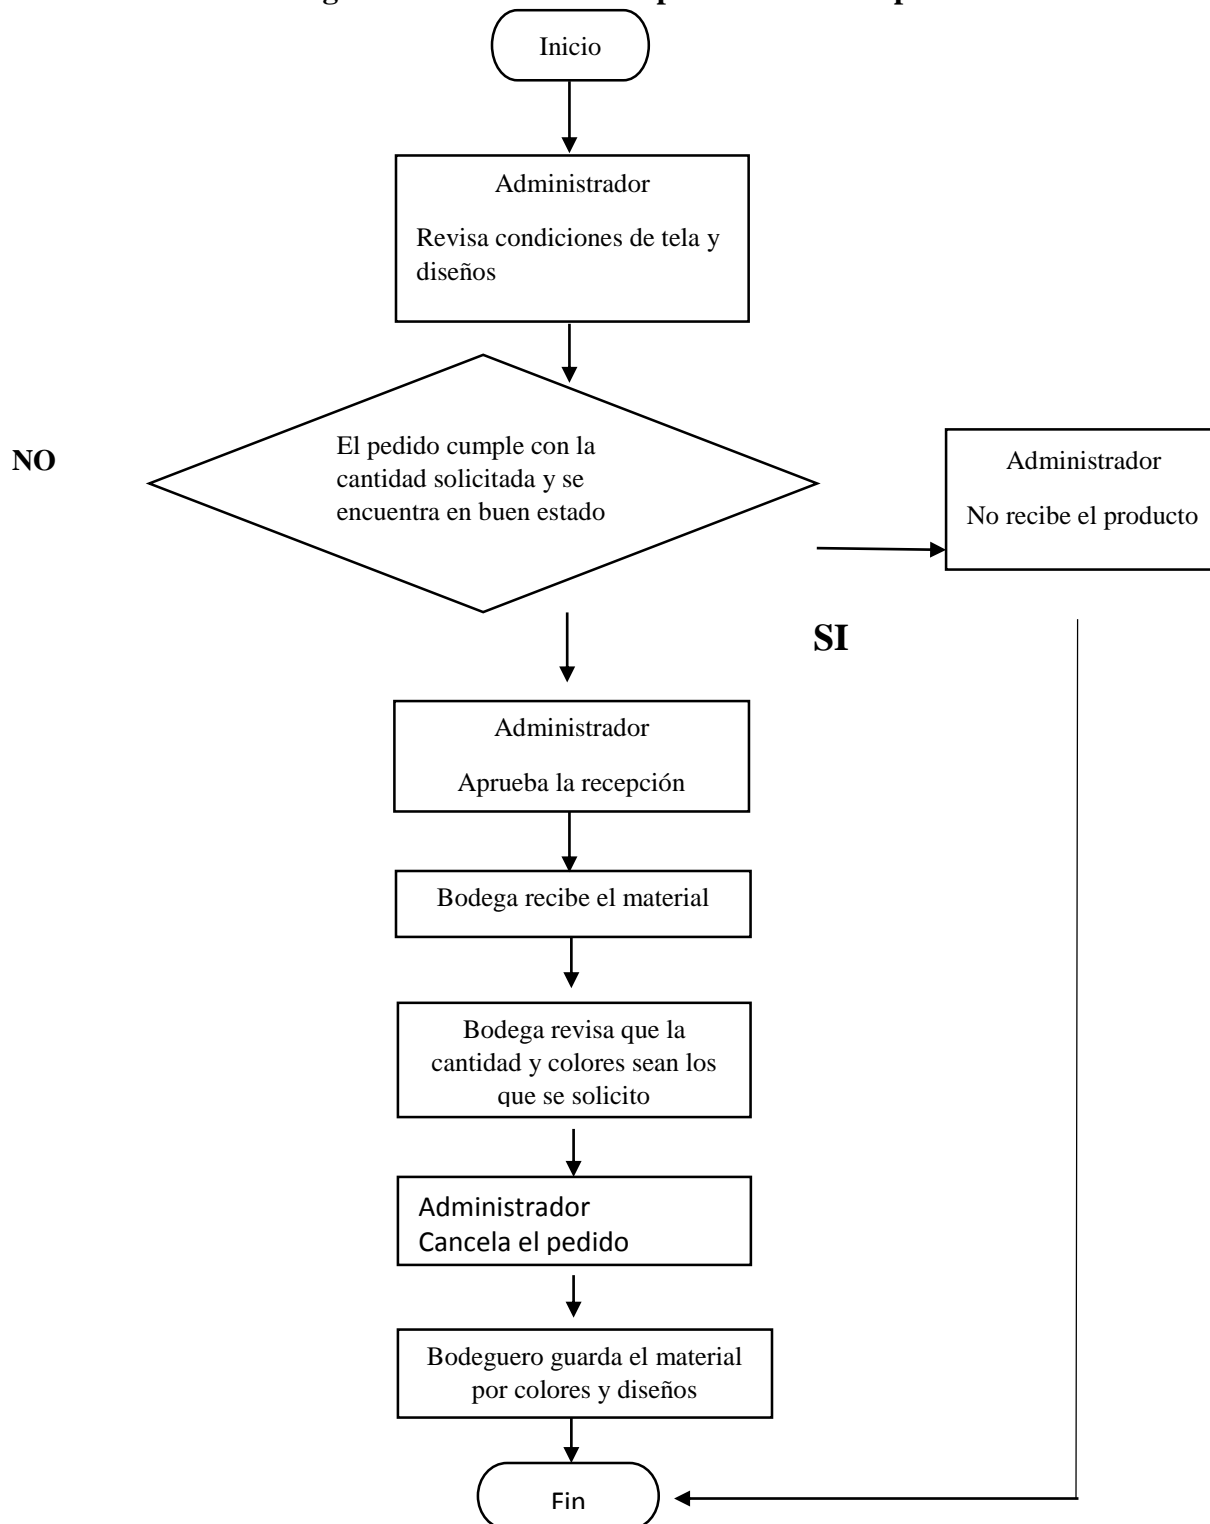 Inicio
Administrador
Revisa condiciones de tela y
diseños
El pedido cumple con la
cantidad solicitada y se
encuentra en buen estado
NO
Administrador
No recibe el producto
SI
Administrador
Aprueba la recepción
Bodega recibe el material
Bodega revisa que la
cantidad y colores sean los
que se solicito
Administrador
Cancela el pedido
Bodeguero guarda el material
por colores y diseños
Fin